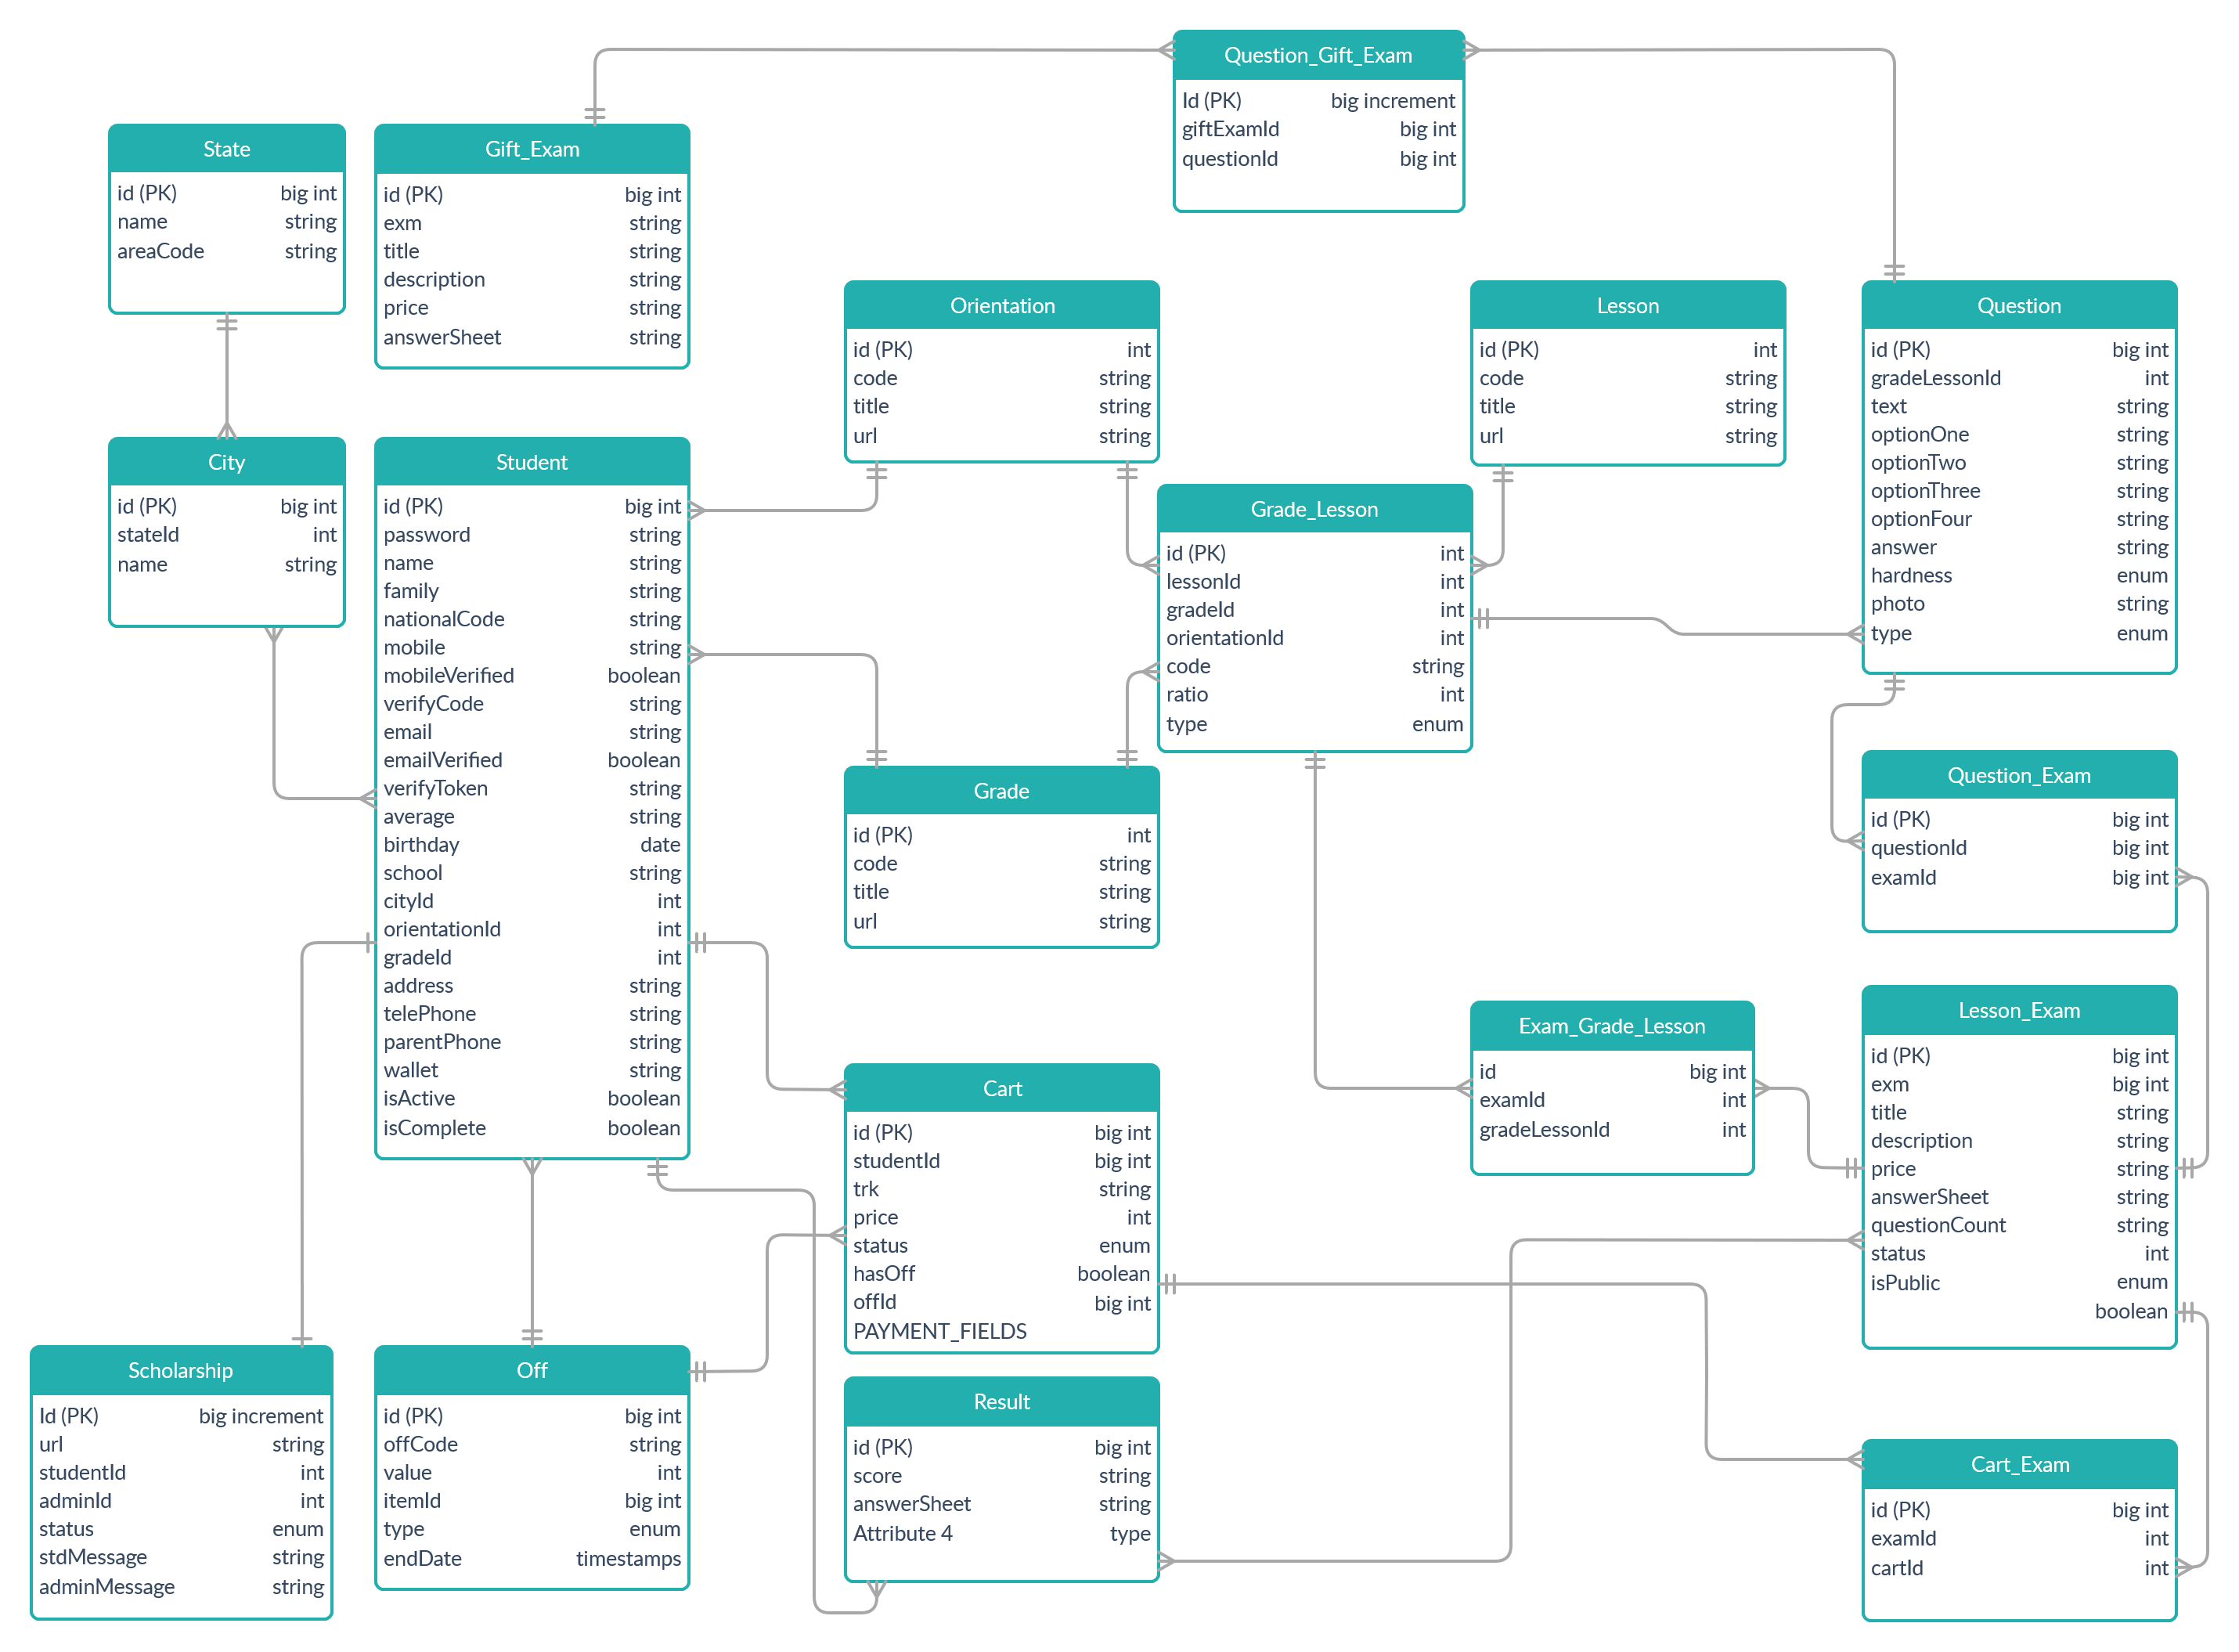 Question_Gift_Exam
Id (PK) big increment
giftExamId big int
questionId big int
State
id (PK) big int
name string
areaCode string
Gift_Exam
id (PK) big int
exm string
title string
description string
price string
answerSheet string
Orientation
id (PK) int
code string
title string
url string
Lesson
id (PK) int
code string
title string
url string
Question
id (PK) big int
gradeLessonId int
text string
optionOne string
optionTwo string
optionThree string
optionFour string
answer string
hardness enum
photo string
type enum
City
id (PK) big int
stateId int
name string
Student
id (PK) big int
password string
name string
family string
nationalCode string
mobile string
mobileVerified boolean
verifyCode string
email string
emailVerified boolean
verifyToken string
average string
birthday date
school string
cityId int
orientationId int
gradeId int
address string
telePhone string
parentPhone string
wallet string
isActive boolean
isComplete boolean
Grade_Lesson
id (PK) int
lessonId int
gradeId int
orientationId int
code string
ratio int
type enum
Grade
id (PK) int
code string
title string
url string
Question_Exam
id (PK) big int
questionId big int
examId big int
Exam_Grade_Lesson
id big int
examId int
gradeLessonId int
Lesson_Exam
id (PK) big int
exm big int
title string
description string
price string
answerSheet string
questionCount string
status int
isPublic enum
boolean
Cart
id (PK) big int
studentId big int
trk string
price int
status enum
hasOff boolean
offId big int
PAYMENT_FIELDS
Scholarship
Id (PK) big increment
url string
studentId int
adminId int
status enum
stdMessage string
adminMessage string
Off
id (PK) big int
offCode string
value int
itemId big int
type enum
endDate timestamps
Result
id (PK) big int
score string
answerSheet string
Attribute 4 type
Cart_Exam
id (PK) big int
examId int
cartId int